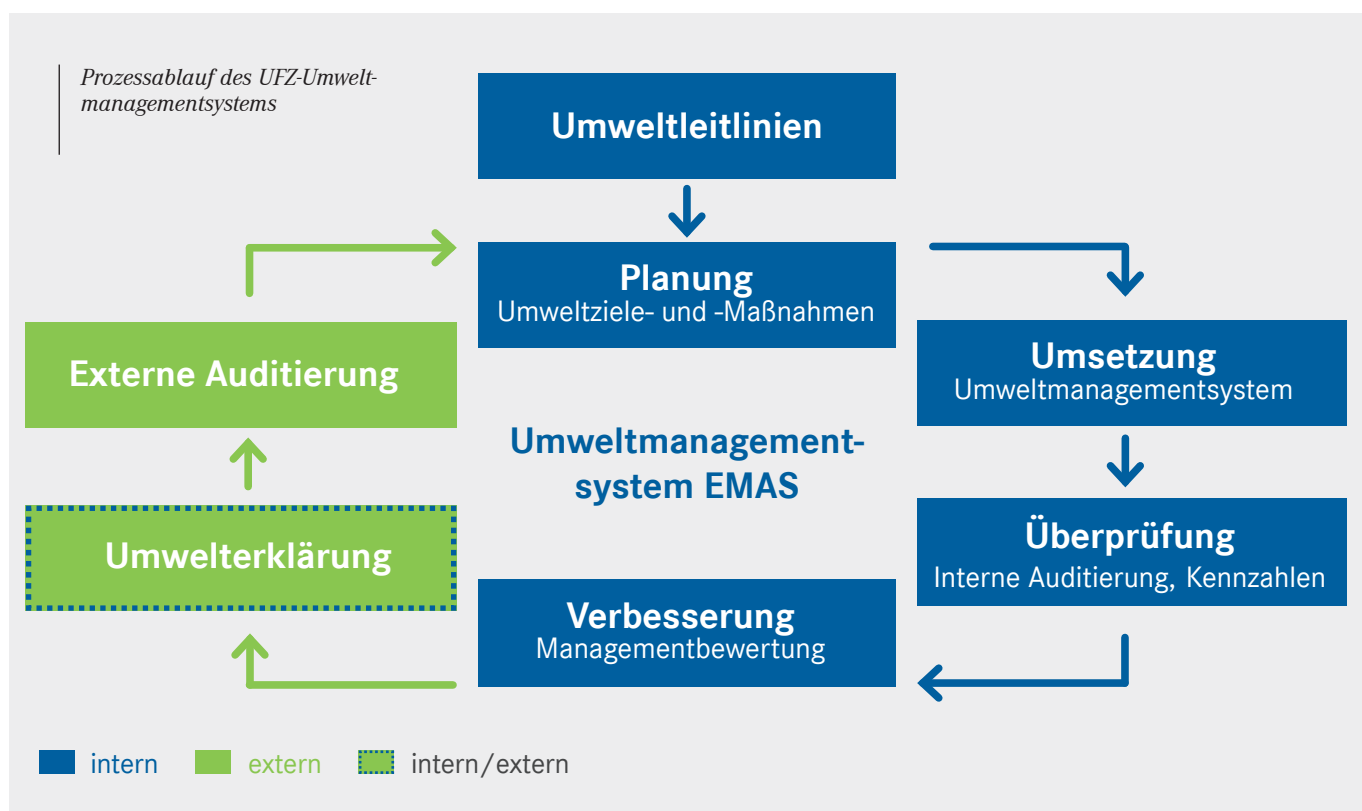 Prozessablauf des UFZ-Umwelt-
managementsystems
Umweltleitlinien
Planung
Umweltziele- und -Maßnahmen
Externe Auditierung
Umsetzung
Umweltmanagementsystem
Umweltmanagement-
system EMAS
Umwelterklärung
Überprüfung
Interne Auditierung, Kennzahlen
Verbesserung
Managementbewertung
intern
extern
intern/extern